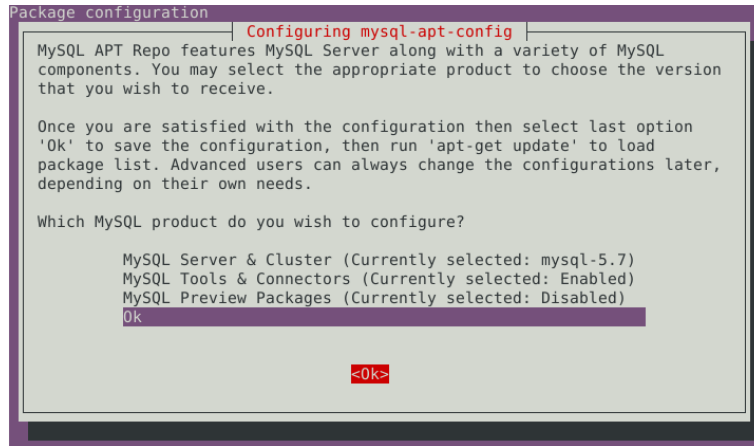 Package configuration
Configuring mysql-apt-config
MySQL APT Repo features MySQL Server along with a variety of MySQL
components. You may select the appropriate product to choose the version
that you wish to receive.
Once you are satisfied with the configuration then select last option
'Ok' to save the configuration, then run 'apt-get update' to load
package list. Advanced users can always change the configurations later,
depending on their own needs.
Which MySQL product do you wish to configure?
MySQL Server & Cluster (Currently selected: mysql-5.7)
MySQL Tools & Connectors (Currently selected: Enabled)
MySQL Preview Packages (Currently selected: Disabled)
Ok
<Ok>